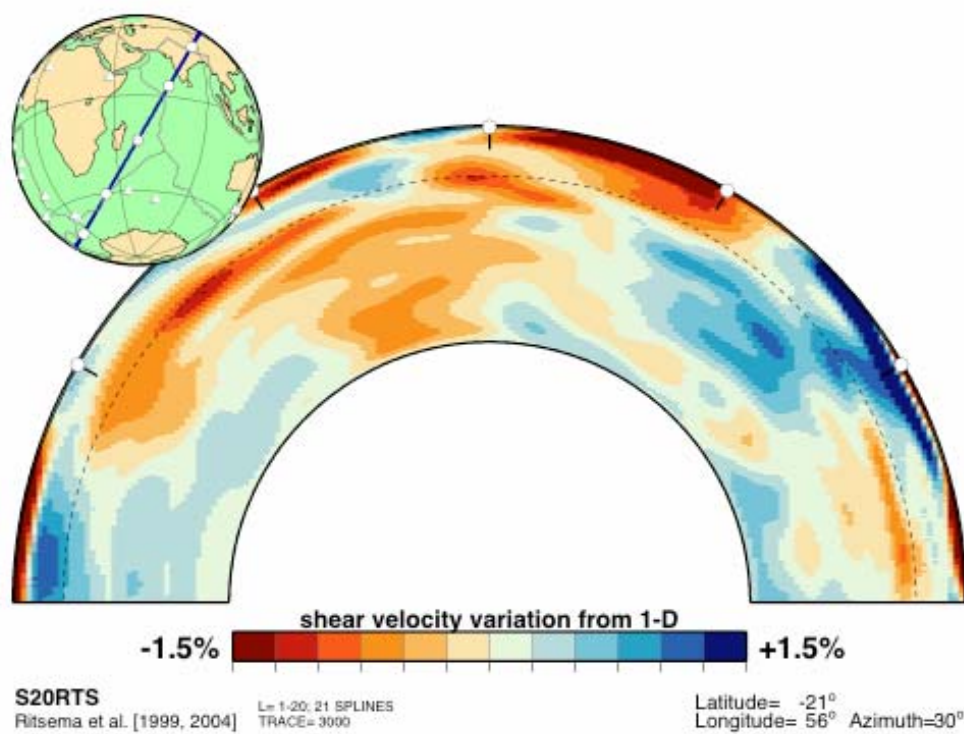 shear velocity variation from 1-D
-1.5%
+1.5%
S20RTS
Ritsema et al. [1999, 2004]
L= 1-20; 21 SPLINES
TRACE= 3000
Latitude= -21°
Longitude= 56° Azimuth=30°